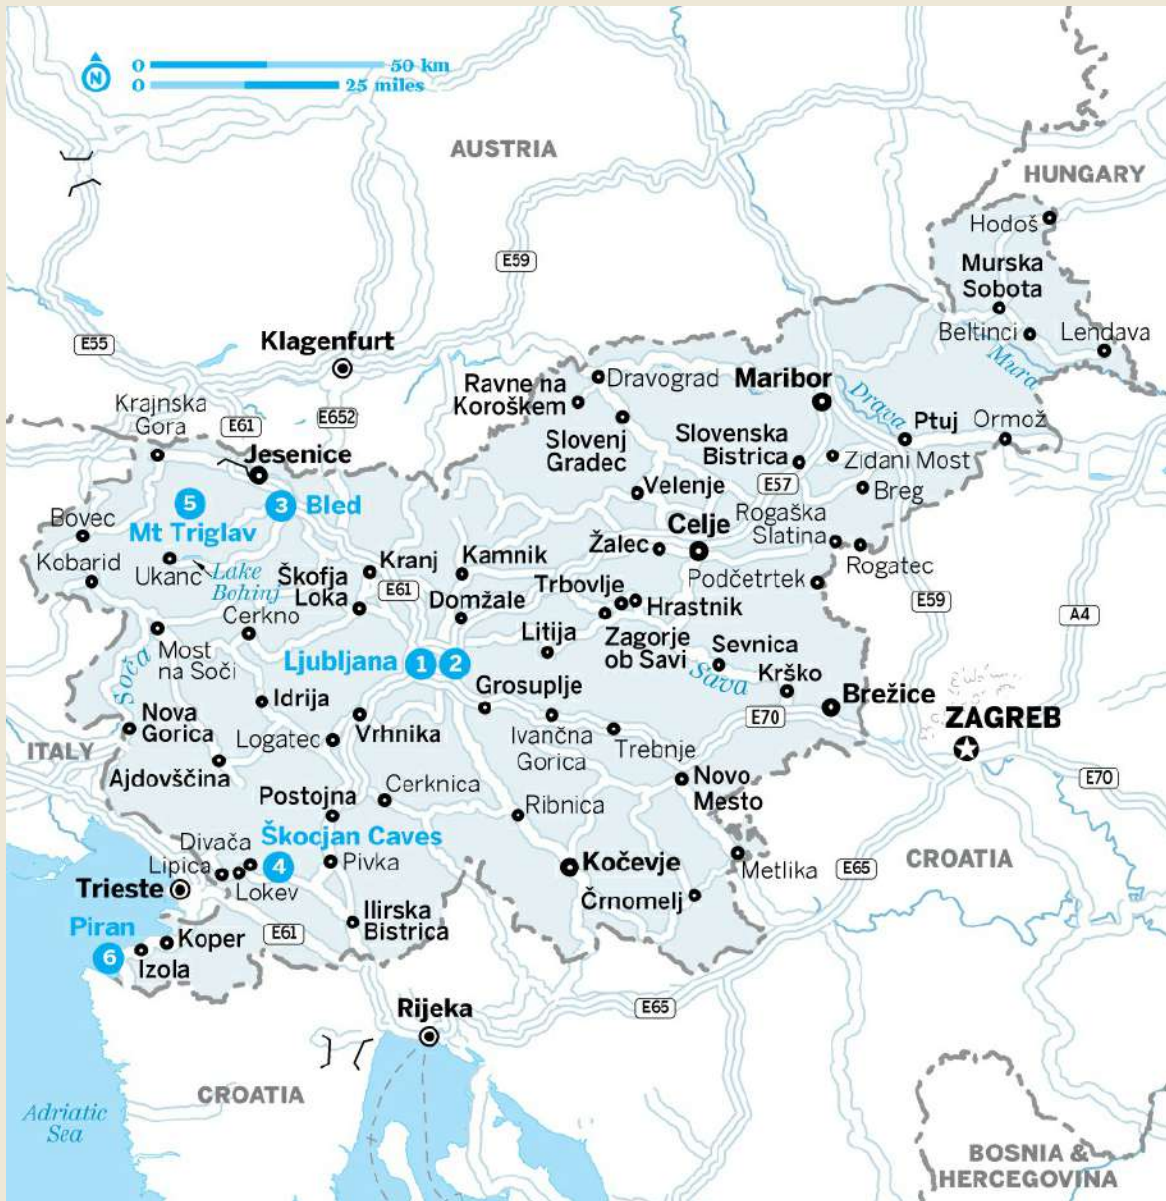 0
50 km
0
25 miles
N
AUSTRIA
HUNGARY
Hodoš
E59
Murska
Sobota
Beltinci
Lendava
Mura
E55
Klagenfurt
Ravne na
Koroškem
Dravograd
Maribor
Drava
Ptuj
Ormož
Krajnska
Gora
E61
E652
Jesenice
Slovenj
Gradec
Slovenska
Bistrica
Zidani Most
Velenje
E57
Breg
5
Mt Triglav
3
Bled
Bovec
Celje
Rogaška
Slatina
Rogatec
Kobarid
Ukanc
Lake
Bohinj
Škofja
Loka
Kranj
Kamnik
Žalec
Podčetrtek
E61
Domžale
Trbovlje
Hrastnik
E59
A4
Cerkno
Litija
Zagorje
ob Savi
Sevnica
Most
na Soči
Soča
Ljubljana
1
2
Sava
Krško
Brežice
Idrija
Grosuplje
Nova
Gorica
Logatec
Vrhnika
Ivančna
Gorica
Trebnje
E70
ZAGREB
ITALY
Ajdovščina
Cerknica
Novo
Mesto
E70
Postojna
Ribnica
Divača
Škocjan Caves
4
Lipica
Lokev
Pivka
Kočevje
Metlika
E65
CROATIA
Trieste
Črnomelj
Piran
6
Koper
Izola
E61
Ilirska
Bistrica
Rijeka
E65
CROATIA
Adriatic
Sea
BOSNIA &
HERCEGOVINA